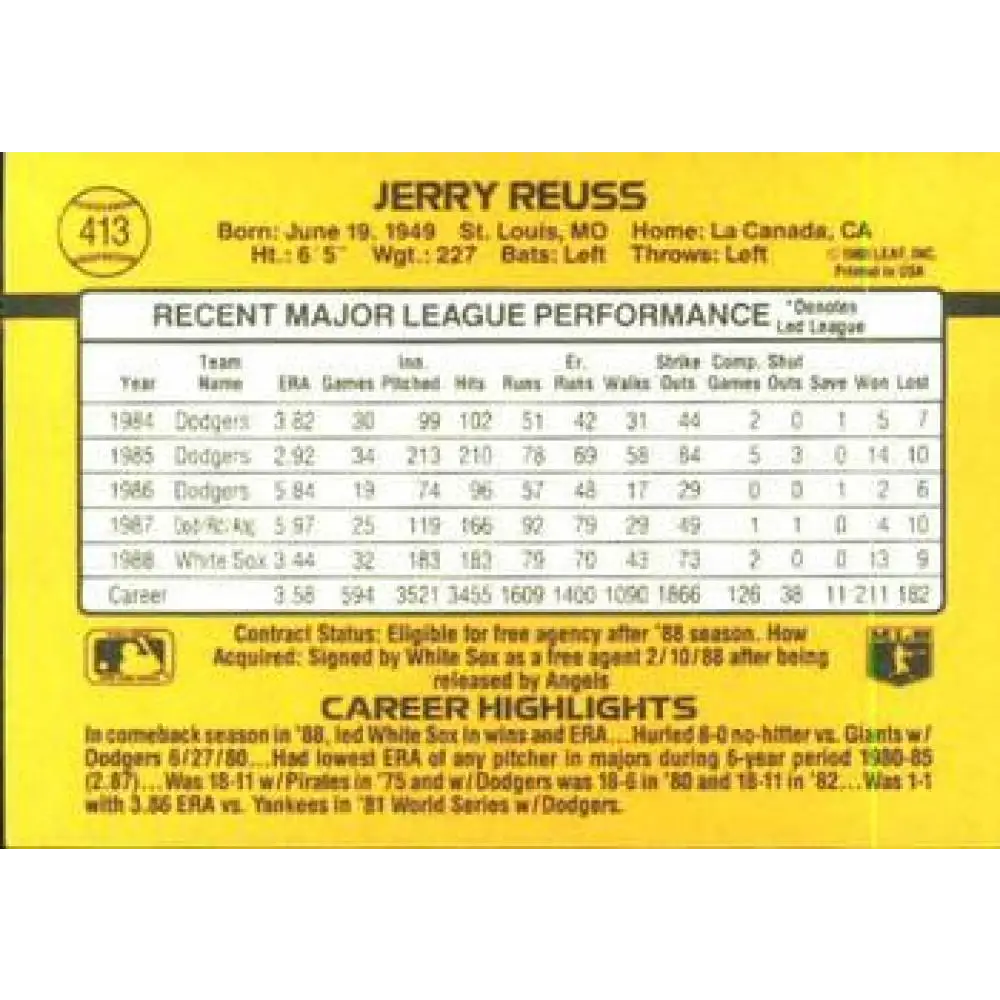 413
JERRY REUSS
Born: June 19, 1949 St. Louis, MO Home: La Canada, CA
Ht.: 6'5" Wgt.: 227 Bats: Left Throws: Left
LEAF, INC.
Printed in USA
RECENT MAJOR LEAGUE PERFORMANCE *Denotes Led League
Year Team Name ERA Games Inn. Pitched Hits Runs Er. Runs Walks Strike Outs Comp. Games Shut Outs Save Won Lost
1984 Dodgers 3.82 30 99 102 51 42 31 44 2 0 1 5 7
1985 Dodgers 2.92 34 213 210 78 69 58 84 5 3 0 14 10
1986 Dodgers 5.84 19 74 96 57 48 17 29 0 0 1 2 6
1987 5.97 25 119 166 92 79 29 49 1 1 0 4 10
1988 White Sox 3.44 32 183 183 79 70 43 73 2 0 0 13 9
Career 3.58 594 3521 3455 1609 1400 1090 1866 126 38 11 211 182
Contract Status: Eligible for free agency after '88 season. How
Acquired: Signed by White Sox as a free agent 2/10/88 after being
released by Angels
CAREER HIGHLIGHTS
In comeback season in '88, led White Sox in wins and ERA...Hurled 8-0 no-hitter vs. Giants w/
Dodgers 6/27/80...Had lowest ERA of any pitcher in majors during 6-year period 1980-85
(2.87)...Was 18-11 w/Pirates in '75 and w/Dodgers was 18-6 in '80 and 18-11 in '82...Was 1-1
with 3.86 ERA vs. Yankees in '81 World Series w/Dodgers.